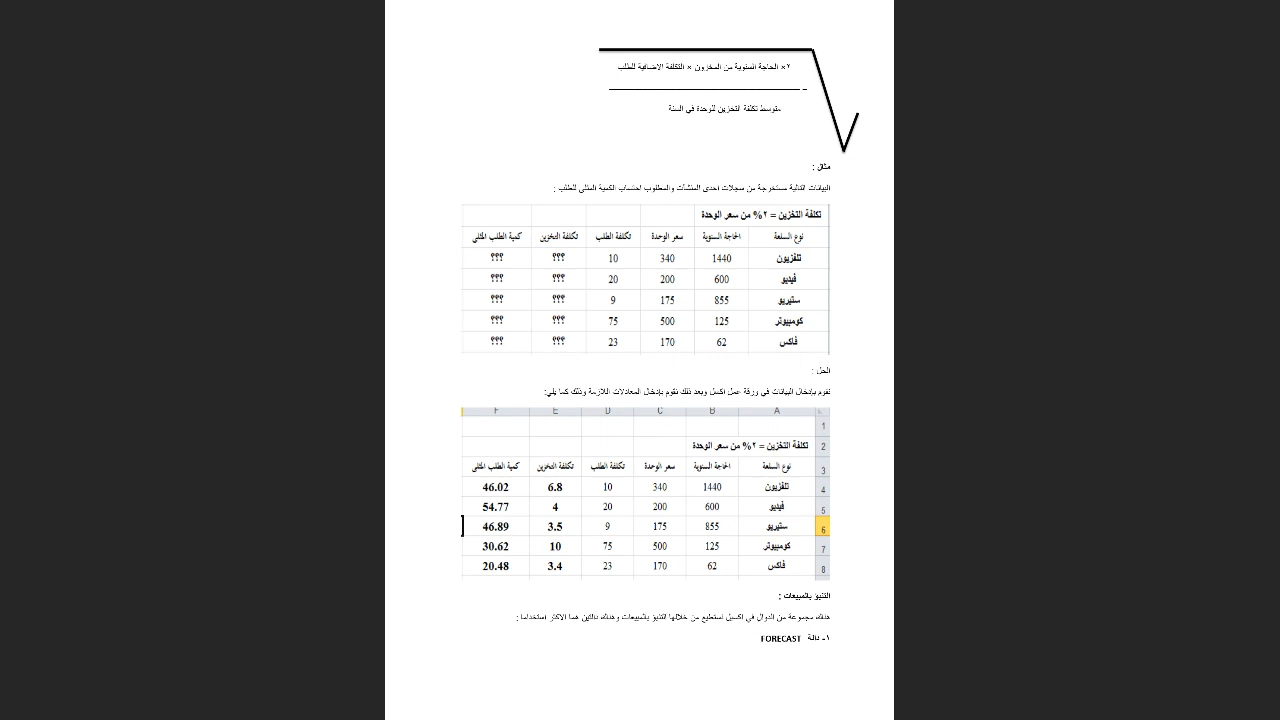 ٢× الحاجة السنوية من المخزون × التكلفة الاضافية للطلب
متوسط تكلفة التخزين للوحدة في السنة
مثال :
البيانات التالية مستخرجة من سجلات احدى المنشآت والمطلوب احتساب الكمية المثلى للطلب :
تكلفة التخزين = ٢% من سعر الوحدة
نوع السلعة الحاجة السنوية سعر الوحدة تكلفة الطلب تكلفة التخزين كمية الطلب المثلي
تلفزيون 1440 340 10 ؟؟؟ ؟؟؟
فيديو 600 200 20 ؟؟؟ ؟؟؟
ستيريو 855 175 9 ؟؟؟ ؟؟؟
كومبيوتر 125 500 75 ؟؟؟ ؟؟؟
فاكس 62 170 23 ؟؟؟ ؟؟؟
الحل :
نقوم بإدخال البيانات في ورقة عمل اكسل وبعد ذلك نقوم بإدخال المعادلات اللازمة وذلك كما يلي:
A B C D E F
1
2 تكلفة التخزين = ٢% من سعر الوحدة
3 نوع السلعة الحاجة السنوية سعر الوحدة تكلفة الطلب تكلفة التخزين كمية الطلب المثلي
4 تلفزيون 1440 340 10 6.8 46.02
5 فيديو 600 200 20 4 54.77
6 ستيريو 855 175 9 3.5 46.89
7 كومبيوتر 125 500 75 10 30.62
8 فاكس 62 170 23 3.4 20.48
التنبؤ بالمبيعات :
هناك مجموعة من الدوال في اكسيل نستطيع من خلالها التنبؤ بالمبيعات وهناك دالتين هما الاكثر استخداما :
١- دالة FORECAST